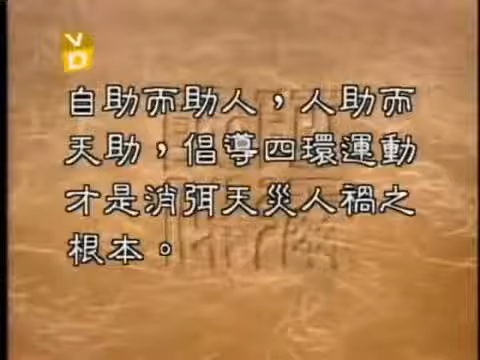 VD
自助而助人，人助而
天助，倡導四環運動
才是消弭天災人禍之
根本。